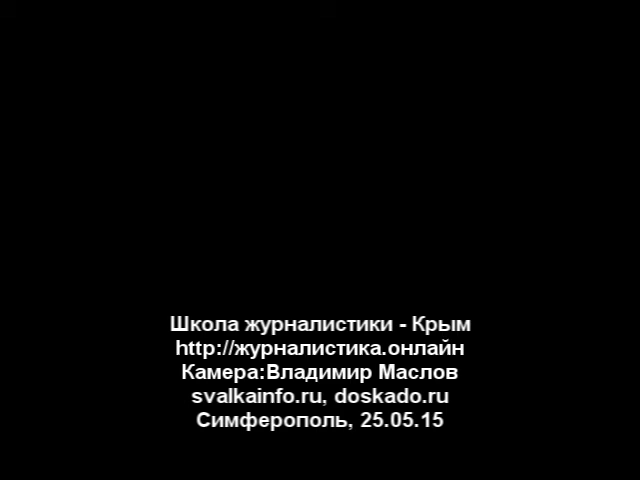 Школа журналистики - Крым
http://журналистика.онлайн
Камера:Владимир Маслов
svalkainfo.ru, doskado.ru
Симферополь, 25.05.15